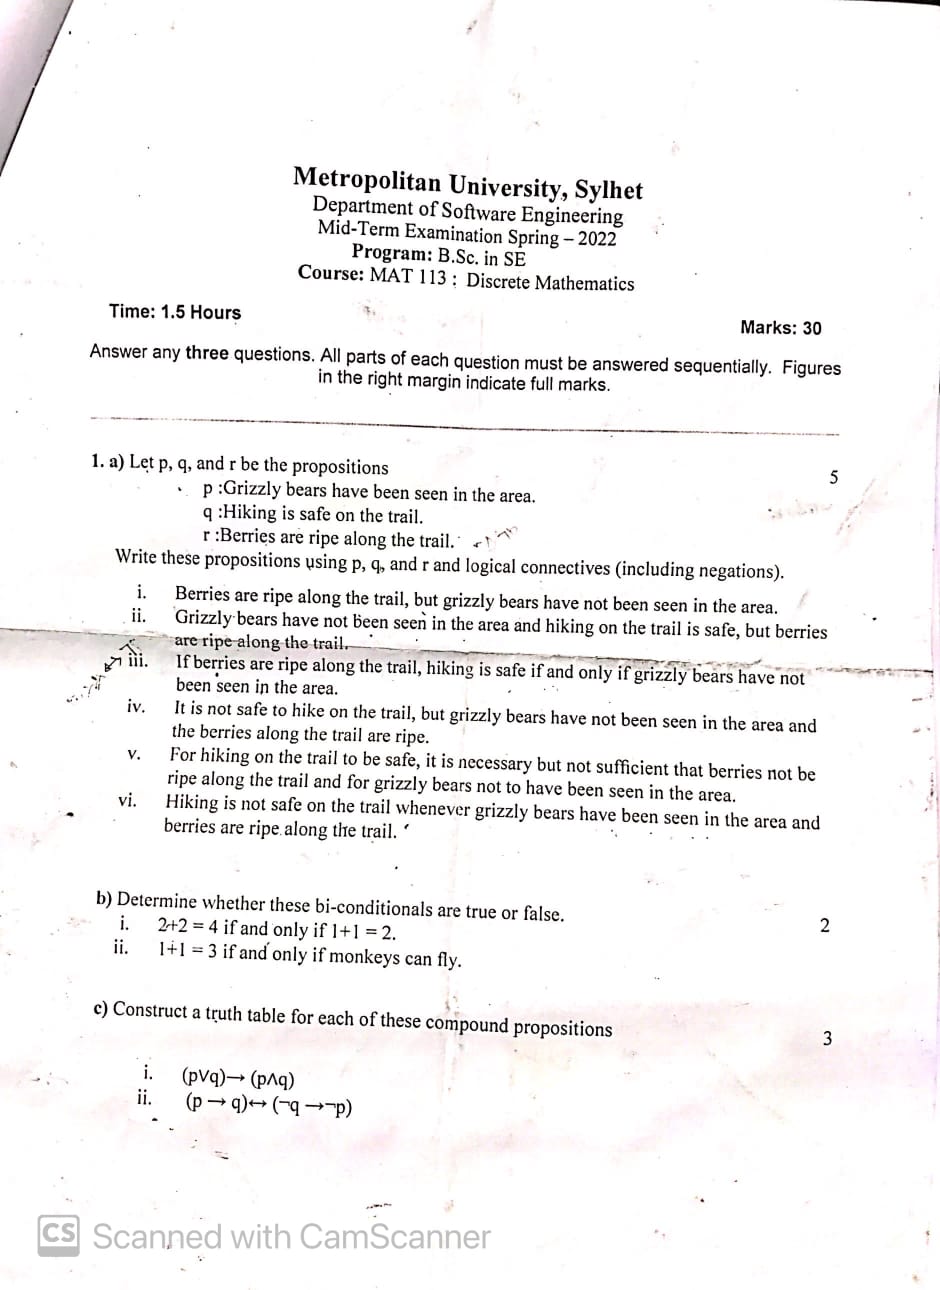 Metropolitan University, Sylhet
Department of Software Engineering
Mid-Term Examination Spring – 2022
Program: B.Sc. in SE
Course: MAT 113 : Discrete Mathematics
Time: 1.5 Hours
Marks: 30
Answer any three questions. All parts of each question must be answered sequentially. Figures
in the right margin indicate full marks.
1. a) Let p, q, and r be the propositions 5
p :Grizzly bears have been seen in the area.
q :Hiking is safe on the trail.
r :Berries are ripe along the trail.
Write these propositions using p, q, and r and logical connectives (including negations).
i. Berries are ripe along the trail, but grizzly bears have not been seen in the area.
ii. Grizzly bears have not been seen in the area and hiking on the trail is safe, but berries
are ripe along the trail.
iii. If berries are ripe along the trail, hiking is safe if and only if grizzly bears have not
been seen in the area.
iv. It is not safe to hike on the trail, but grizzly bears have not been seen in the area and
the berries along the trail are ripe.
v. For hiking on the trail to be safe, it is necessary but not sufficient that berries not be
ripe along the trail and for grizzly bears not to have been seen in the area.
vi. Hiking is not safe on the trail whenever grizzly bears have been seen in the area and
berries are ripe along the trail.
b) Determine whether these bi-conditionals are true or false. 2
i. 2+2 = 4 if and only if 1+1 = 2.
ii. 1+1 = 3 if and only if monkeys can fly.
c) Construct a truth table for each of these compound propositions 3
i. (p∨q)→ (p∧q)
ii. (p → q)↔ (¬q →¬p)
CS Scanned with CamScanner